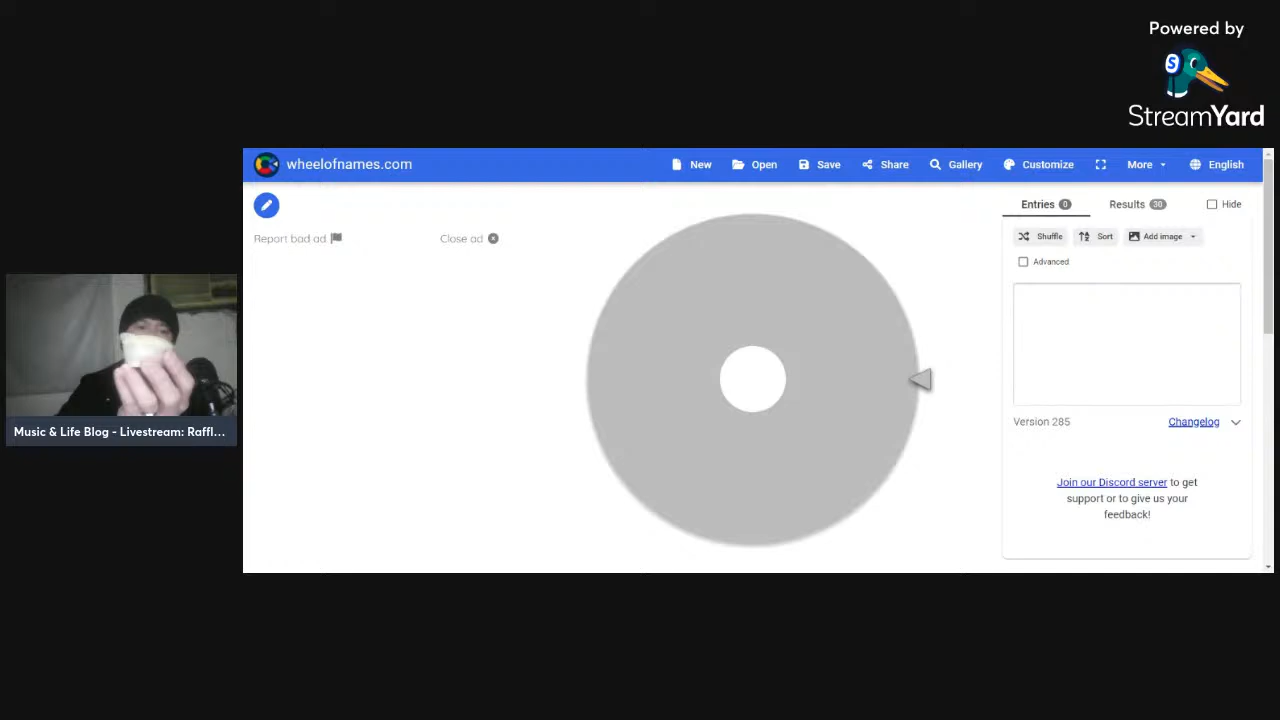 Powered by
StreamYard
wheelofnames.com
New
Open
Save
Share
Gallery
Customize
More
English
Entries 0
Results 30
Hide
Report bad ad
Close ad
Shuffle
Sort
Add image
Advanced
Version 285
Changelog
Join our Discord server to get
support or to give us your
feedback!
Music & Life Blog - Livestream: Raffl...